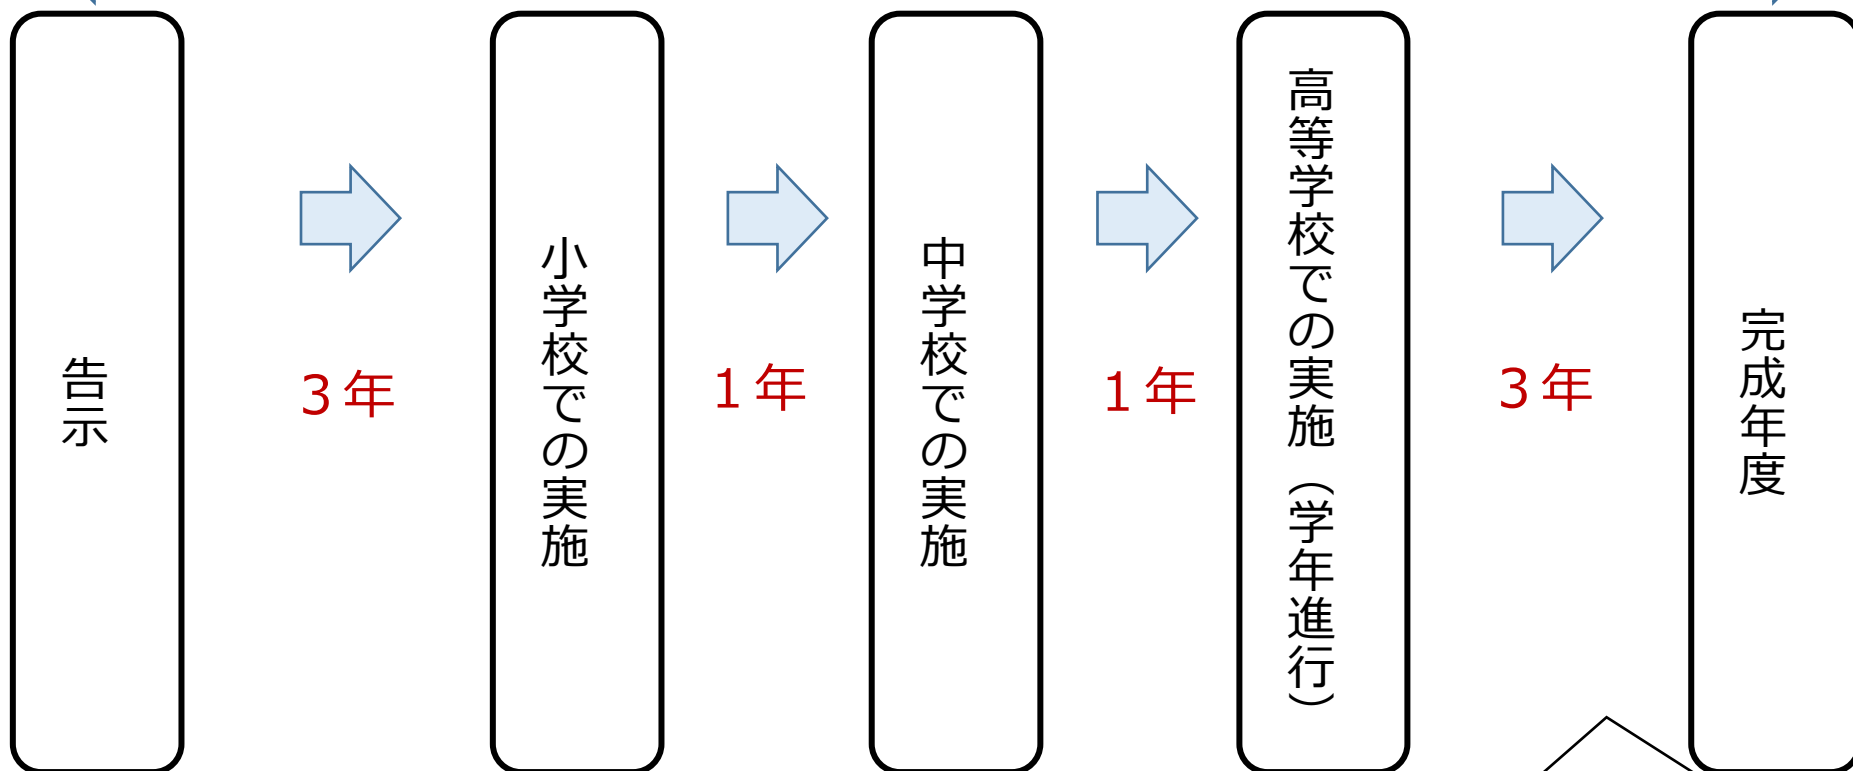 告示
３年
小学校での実施
１年
中学校での実施
１年
高等学校での実施（学年進行）
３年
完成年度